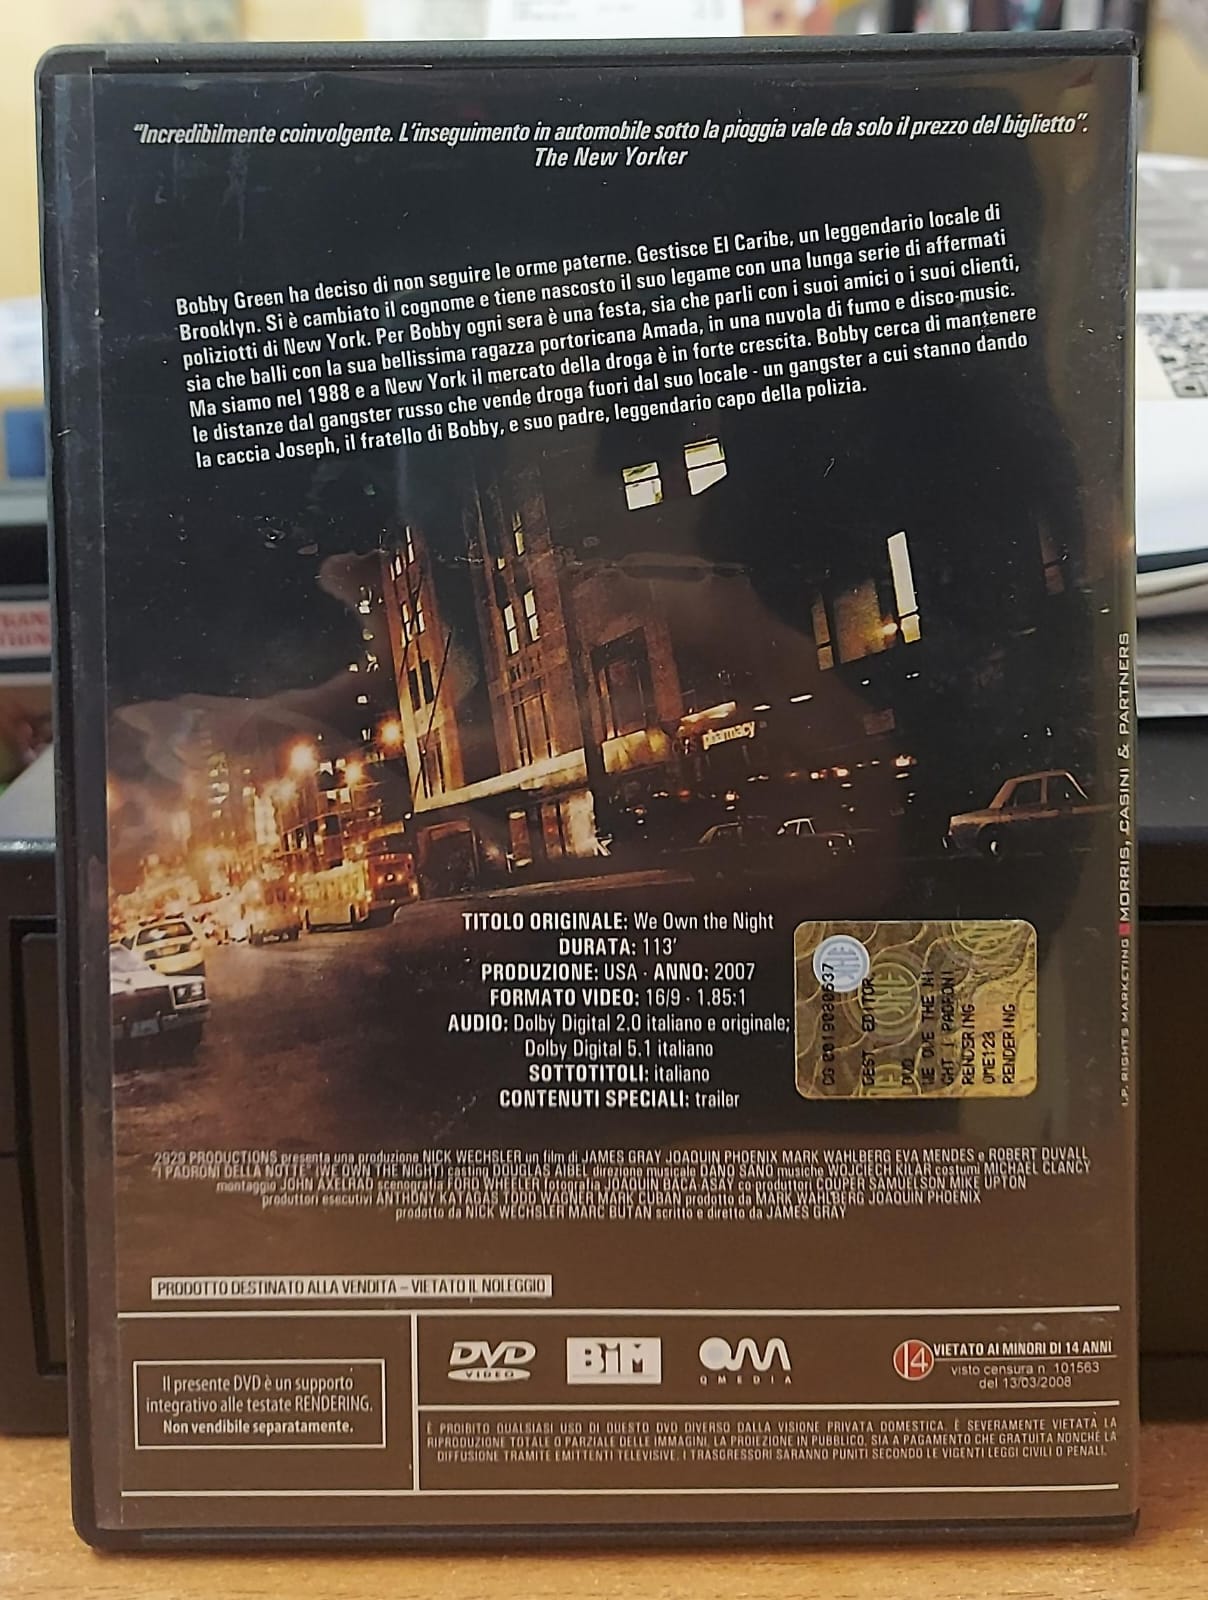 "Incredibilmente coinvolgente. L'inseguimento in automobile sotto la pioggia vale da solo il prezzo del biglietto".
The New Yorker
Bobby Green ha deciso di non seguire le orme paterne. Gestisce El Caribe, un leggendario locale di
Brooklyn. Si è cambiato il cognome e tiene nascosto il suo legame con una lunga serie di affermati
poliziotti di New York. Per Bobby ogni sera è una festa, sia che parli con i suoi amici o i suoi clienti,
sia che balli con la sua bellissima ragazza portoricana Amada, in una nuvola di fumo e disco-music.
Ma siamo nel 1988 e a New York il mercato della droga è in forte crescita. Bobby cerca di mantenere
le distanze dal gangster russo che vende droga fuori dal suo locale - un gangster a cui stanno dando
la caccia Joseph, il fratello di Bobby, e suo padre, leggendario capo della polizia.
pharmacy
I.P. RIGHTS MARKETING MORRIS, CASINI & PARTNERS
TITOLO ORIGINALE: We Own the Night
DURATA: 113'
PRODUZIONE: USA · ANNO: 2007
FORMATO VIDEO: 16/9 · 1.85:1
AUDIO: Dolby Digital 2.0 italiano e originale;
Dolby Digital 5.1 italiano
SOTTOTITOLI: italiano
CONTENUTI SPECIALI: trailer
DVD
GHT I PADRONI
RENDERING
OME128
RENDERING
2929 PRODUCTIONS presenta una produzione NICK WECHSLER un film di JAMES GRAY JOAQUIN PHOENIX MARK WAHLBERG EVA MENDES e ROBERT DUVALL
"I PADRONI DELLA NOTTE" (WE OWN THE NIGHT) casting DOUGLAS AIBEL direzione musicale DANO SANO musiche WOJCIECH KILAR costumi MICHAEL CLANCY
montaggio JOHN AXELRAD scenografia FORD WHEELER fotografia JOAQUIN BACA ASAY co produttori COUPER SAMUELSON MIKE UPTON
produttori esecutivi ANTHONY KATAGAS TODD WAGNER MARK CUBAN prodotto da MARK WAHLBERG JOAQUIN PHOENIX
prodotto da NICK WECHSLER MARC BUTAN scritto e diretto da JAMES GRAY
PRODOTTO DESTINATO ALLA VENDITA – VIETATO IL NOLEGGIO
Il presente DVD è un supporto
integrativo alle testate RENDERING.
Non vendibile separatamente.
DVD
VIDEO
BiM
QM
QMEDIA
14 VIETATO AI MINORI DI 14 ANNI
visto censura n. 101563
del 13/03/2008
È PROIBITO QUALSIASI USO DI QUESTO DVD DIVERSO DALLA VISIONE PRIVATA DOMESTICA. È SEVERAMENTE VIETATA LA
RIPRODUZIONE TOTALE O PARZIALE DELLE IMMAGINI, LA PROIEZIONE IN PUBBLICO, SIA A PAGAMENTO CHE GRATUITA NONCHÉ LA
DIFFUSIONE TRAMITE EMITTENTI TELEVISIVE. I TRASGRESSORI SARANNO PUNITI SECONDO LE VIGENTI LEGGI CIVILI O PENALI.